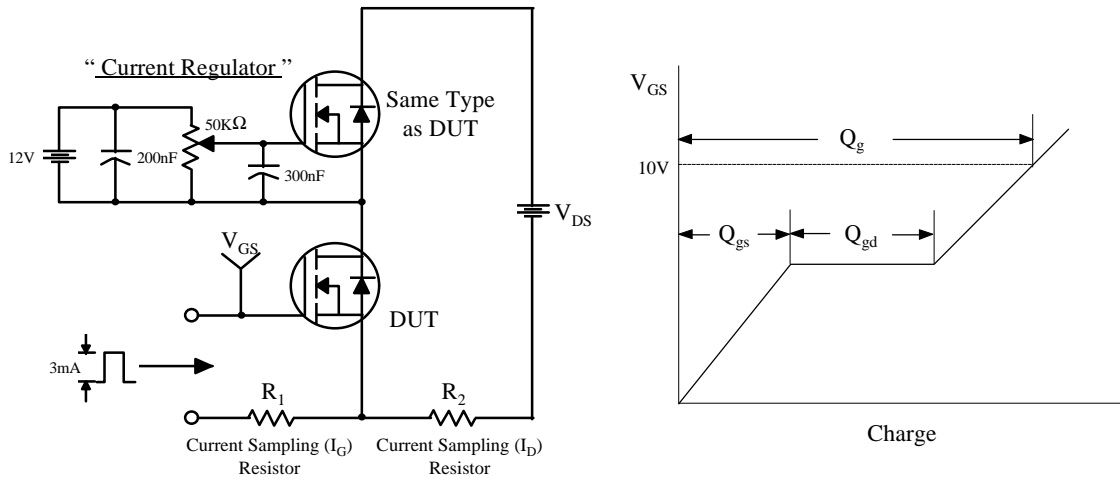 “ Current Regulator ”
50KΩ
12V
200nF
300nF
Same Type
as DUT
V_DS
V_GS
DUT
3mA
R_1
R_2
Current Sampling (I_G)
Resistor
Current Sampling (I_D)
Resistor
V_GS
Q_g
10V
Q_gs
Q_gd
Charge